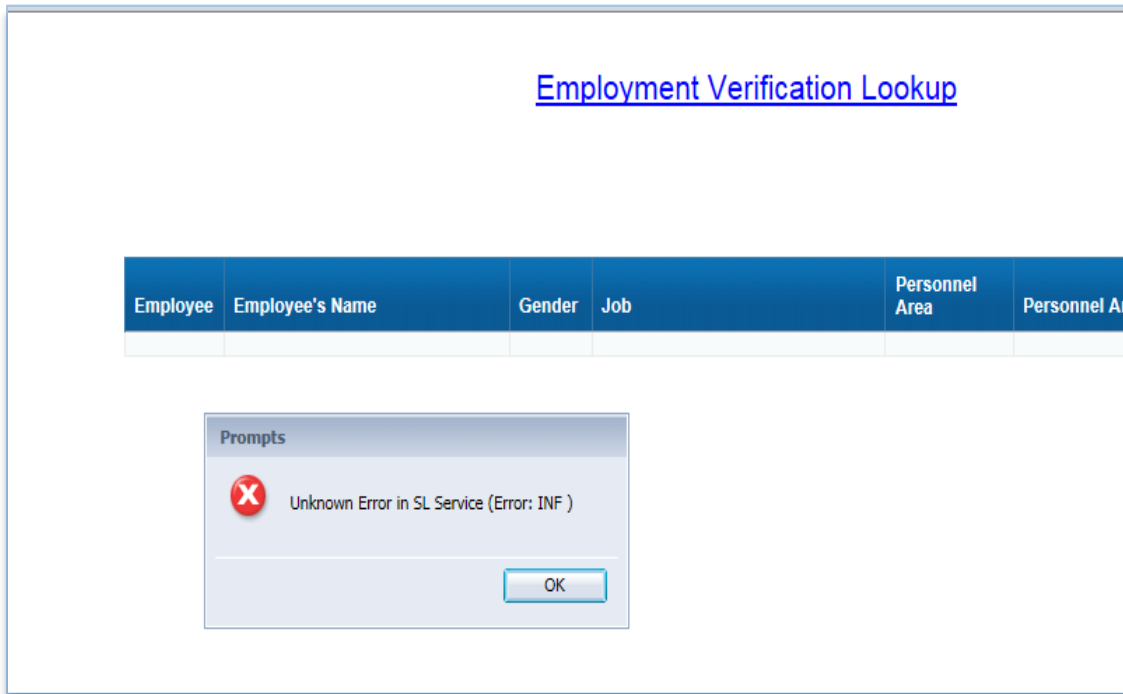 Employment Verification Lookup
Employee Employee's Name Gender Job Personnel Area Personnel
Prompts
Unknown Error in SL Service (Error: INF )
OK